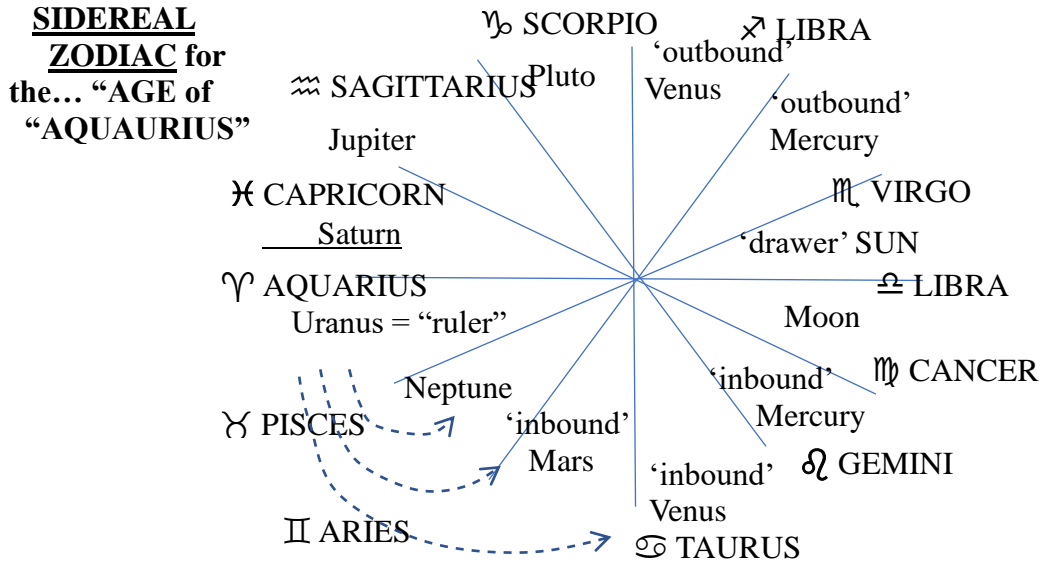 SIDEREAL
ZODIAC for
the… “AGE of
“AQUAURIUS”
♑ SCORPIO
♐ LIBRA
‘outbound’
Venus
Pluto
♒ SAGITTARIUS
‘outbound’
Mercury
Jupiter
♓ CAPRICORN
Saturn
♏ VIRGO
‘drawer’ SUN
♈ AQUARIUS
Uranus = “ruler”
♎ LIBRA
Moon
♍ CANCER
Neptune
‘inbound’
Mercury
♉ PISCES
‘inbound’
Mars
♌ GEMINI
‘inbound’
Venus
♊ ARIES
♋ TAURUS